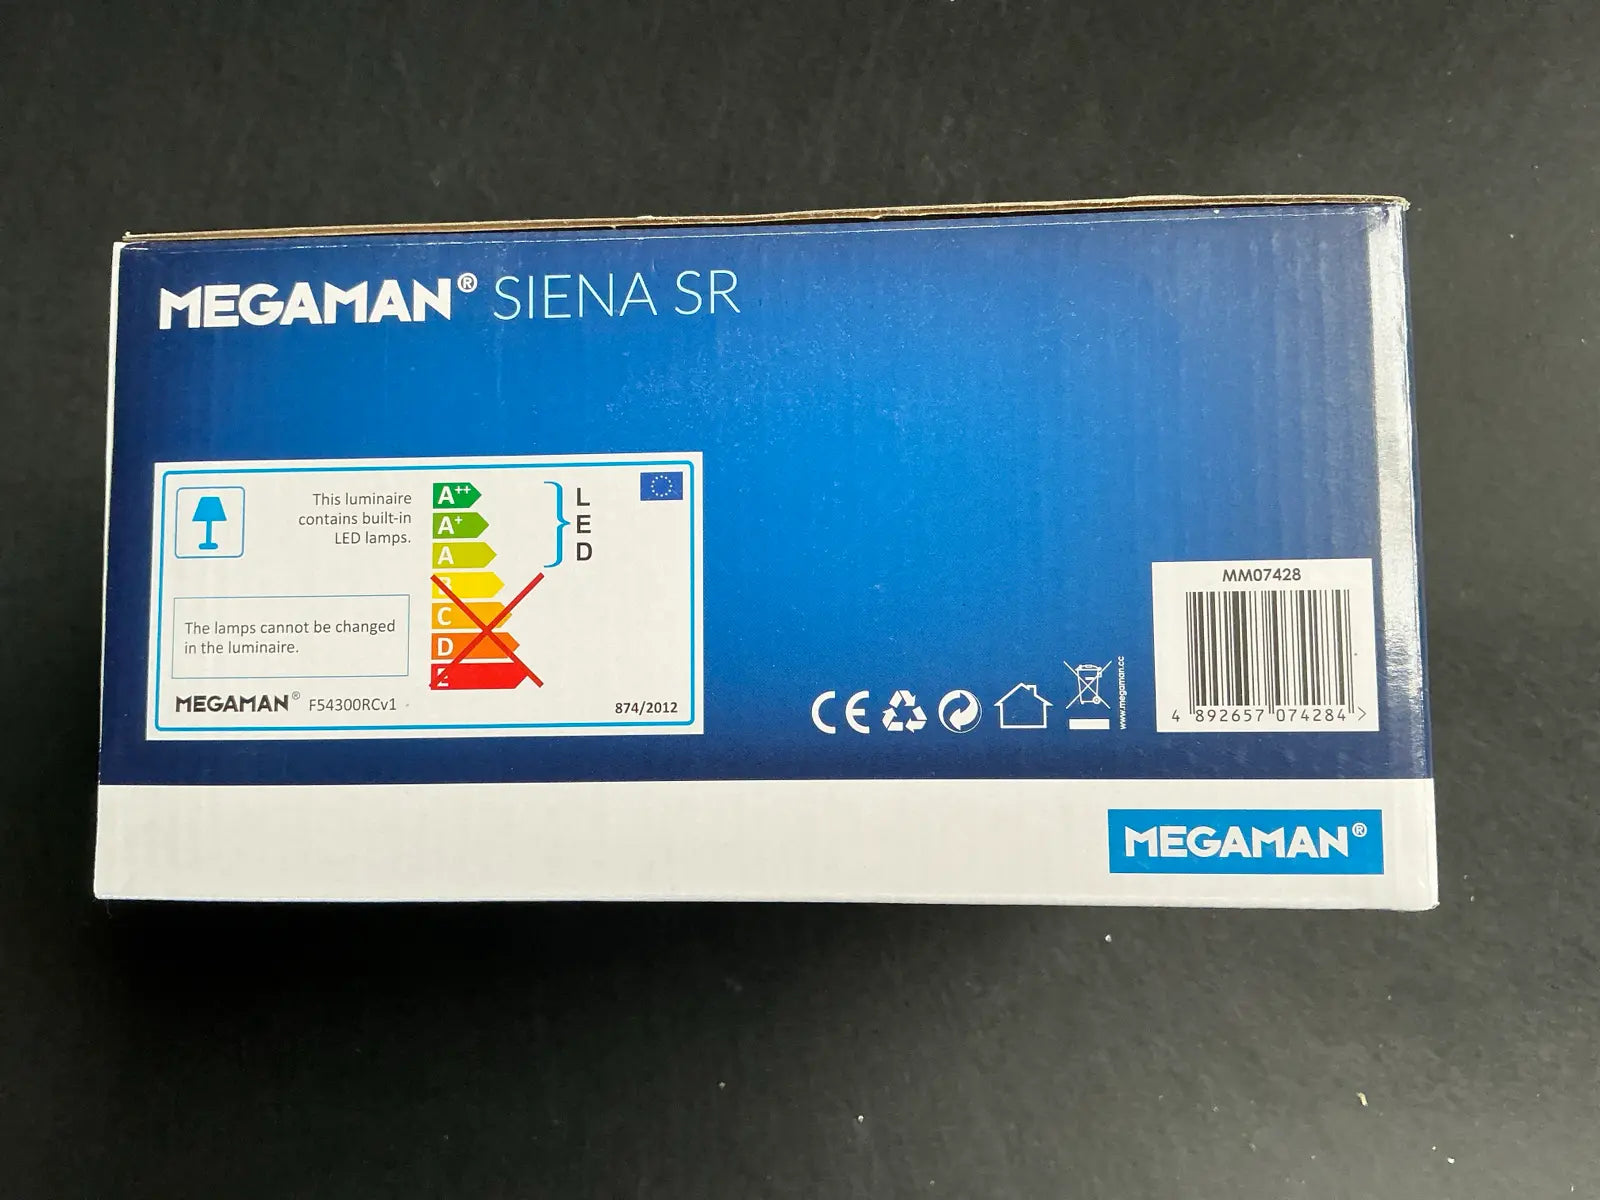 MEGAMAN® SIENA SR
This luminaire
contains built-in
LED lamps.
A++
A+
A
B
C
D
E
L
E
D
The lamps cannot be changed
in the luminaire.
MEGAMAN® F54300RCv1
874/2012
CE
www.megaman.cc
MM07428
4 892657 074284 >
MEGAMAN®